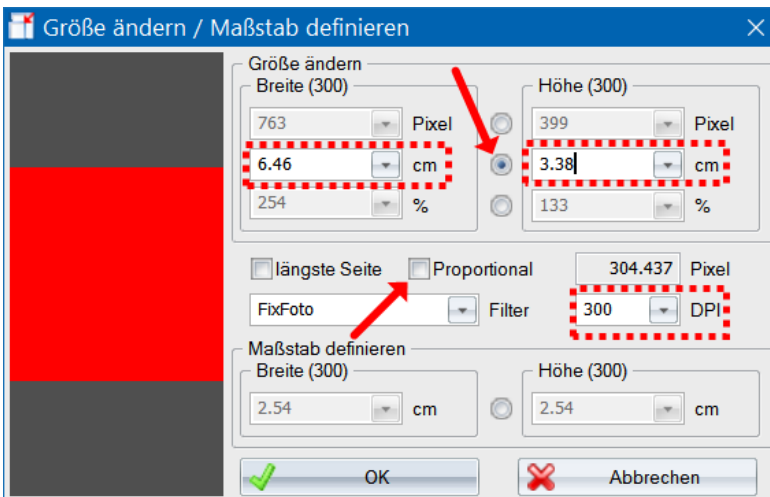 Größe ändern / Maßstab definieren
Größe ändern
Breite (300)
Höhe (300)
763 Pixel 399 Pixel
6.46 cm 3.38 cm
254 % 133 %
längste Seite Proportional 304.437 Pixel
FixFoto Filter 300 DPI
Maßstab definieren
Breite (300)
Höhe (300)
2.54 cm 2.54 cm
OK Abbrechen